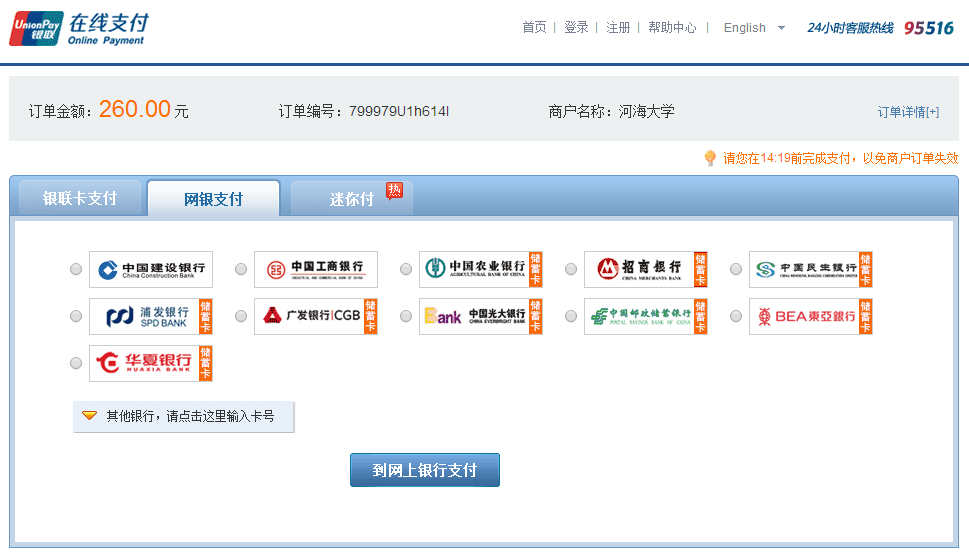 UnionPay 银联 在线支付 Online Payment
首页 | 登录 | 注册 | 帮助中心 | English 24小时客服热线 95516
订单金额：260.00 元 订单编号：799979U1h614l 商户名称：河海大学 订单详情[+]
请您在14:19前完成支付，以免商户订单失效
银联卡支付 网银支付 迷你付 热
中国建设银行 China Construction Bank 中国工商银行 INDUSTRIAL AND COMMERCIAL BANK OF CHINA 中国农业银行 AGRICULTURAL BANK OF CHINA 储蓄卡 招商银行 CHINA MERCHANTS BANK 储蓄卡 中国民生银行 CHINA MINSHENG BANKING CORPORATION LIMITED 储蓄卡
浦发银行 SPD BANK 储蓄卡 广发银行|CGB 储蓄卡 Bank 中国光大银行 CHINA EVERBRIGHT BANK 储蓄卡 中国邮政储蓄银行 POSTAL SAVINGS BANK OF CHINA 储蓄卡 BEA東亞銀行 储蓄卡
华夏银行 HUAXIA BANK 储蓄卡
其他银行，请点击这里输入卡号
到网上银行支付